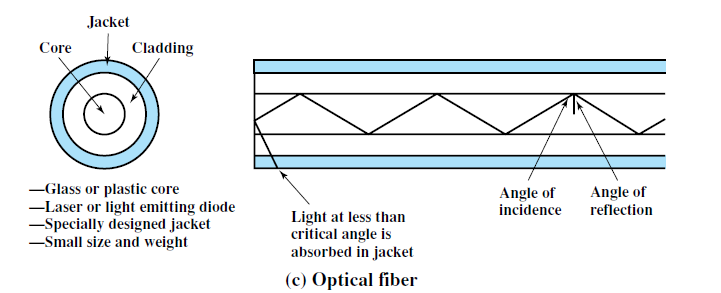 Jacket
Core
Cladding
—Glass or plastic core
—Laser or light emitting diode
—Specially designed jacket
—Small size and weight
Light at less than
critical angle is
absorbed in jacket
Angle of
incidence
Angle of
reflection
(c) Optical fiber